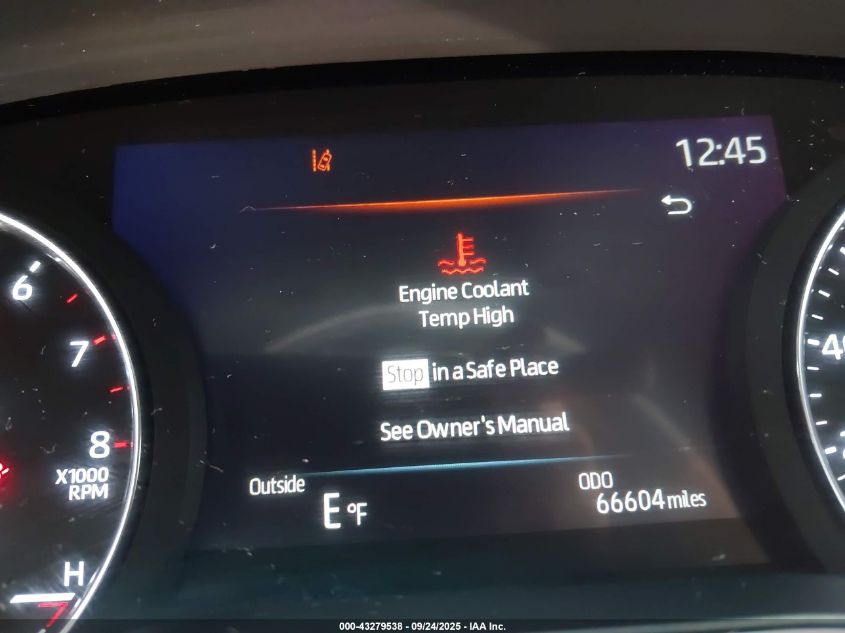 12:45
Engine Coolant
Temp High
Stop in a Safe Place
See Owner's Manual
Outside
E °F
ODO
66604 miles
6
7
8
X1000
RPM
H
000-43279538 - 09/24/2025 - IAA Inc.